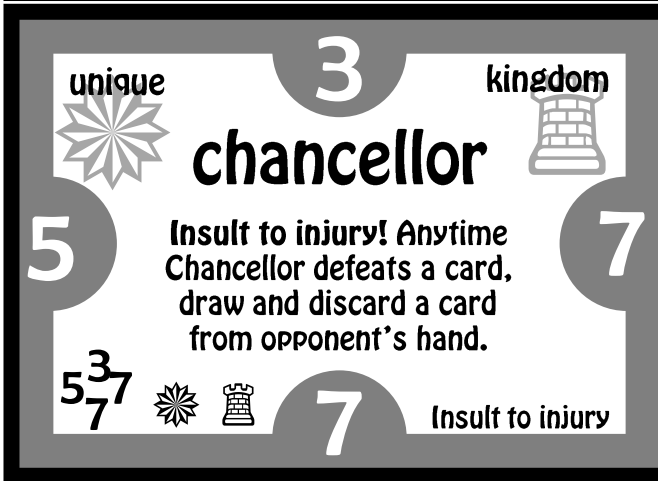 3
unique
kingdom
chancellor
5
7
Insult to injury! Anytime
Chancellor defeats a card,
draw and discard a card
from opponent's hand.
3
5 7
7
7
Insult to injury